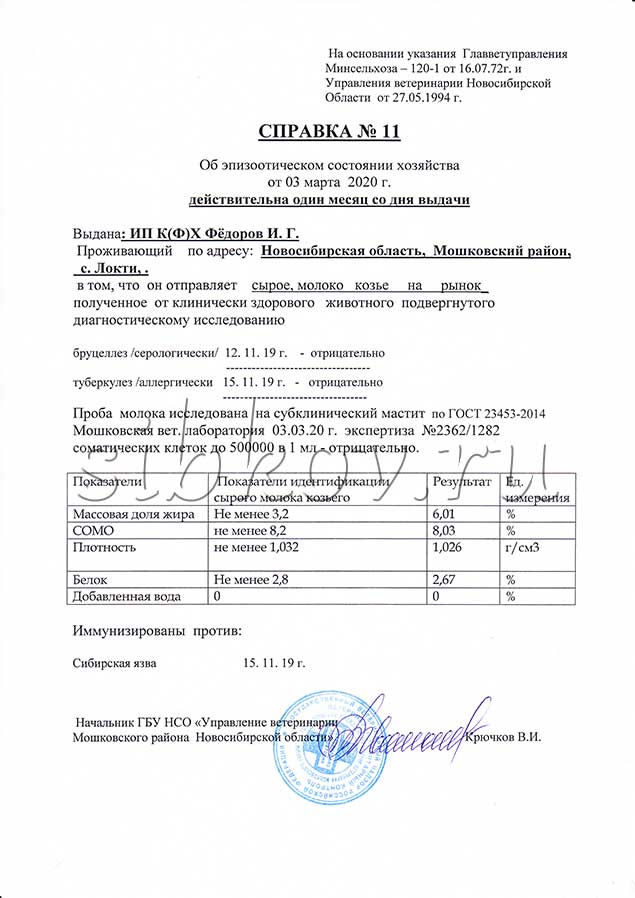 На основании указания Главветуправления
Минсельхоза – 120-1 от 16.07.72г. и
Управления ветеринарии Новосибирской
Области от 27.05.1994 г.
СПРАВКА № 11
Об эпизоотическом состоянии хозяйства
от 03 марта 2020 г.
действительна один месяц со дня выдачи
Выдана: ИП К(Ф)Х Фёдоров И. Г.
Проживающий по адресу: Новосибирская область, Мошковский район,
с. Локти, .
в том, что он отправляет сырое, молоко козье на рынок_
полученное от клинически здорового животного подвергнутого
диагностическому исследованию
бруцеллез /серологически/ 12. 11. 19 г. - отрицательно
---------------------------------
туберкулез /аллергически 15. 11. 19 г. - отрицательно
---------------------------------
Проба молока исследована на субклинический мастит по ГОСТ 23453-2014
Мошковская вет. лаборатория 03.03.20 г. экспертиза №2362/1282
соматических клеток до 500000 в 1 мл.- отрицательно.
sibkoy.ru
Показатели Показатели идентификации Результат Ед.
сырого молока козьего измерения
Массовая доля жира Не менее 3,2 6,01 %
СОМО не менее 8,2 8,03 %
Плотность не менее 1,032 1,026 г/см3
Белок Не менее 2,8 2,67 %
Добавленная вода 0 0 %
Иммунизированы против:
Сибирская язва 15. 11. 19 г.
Начальник ГБУ НСО «Управление ветеринарии
Мошковского района Новосибирской области» Крючков В.И.